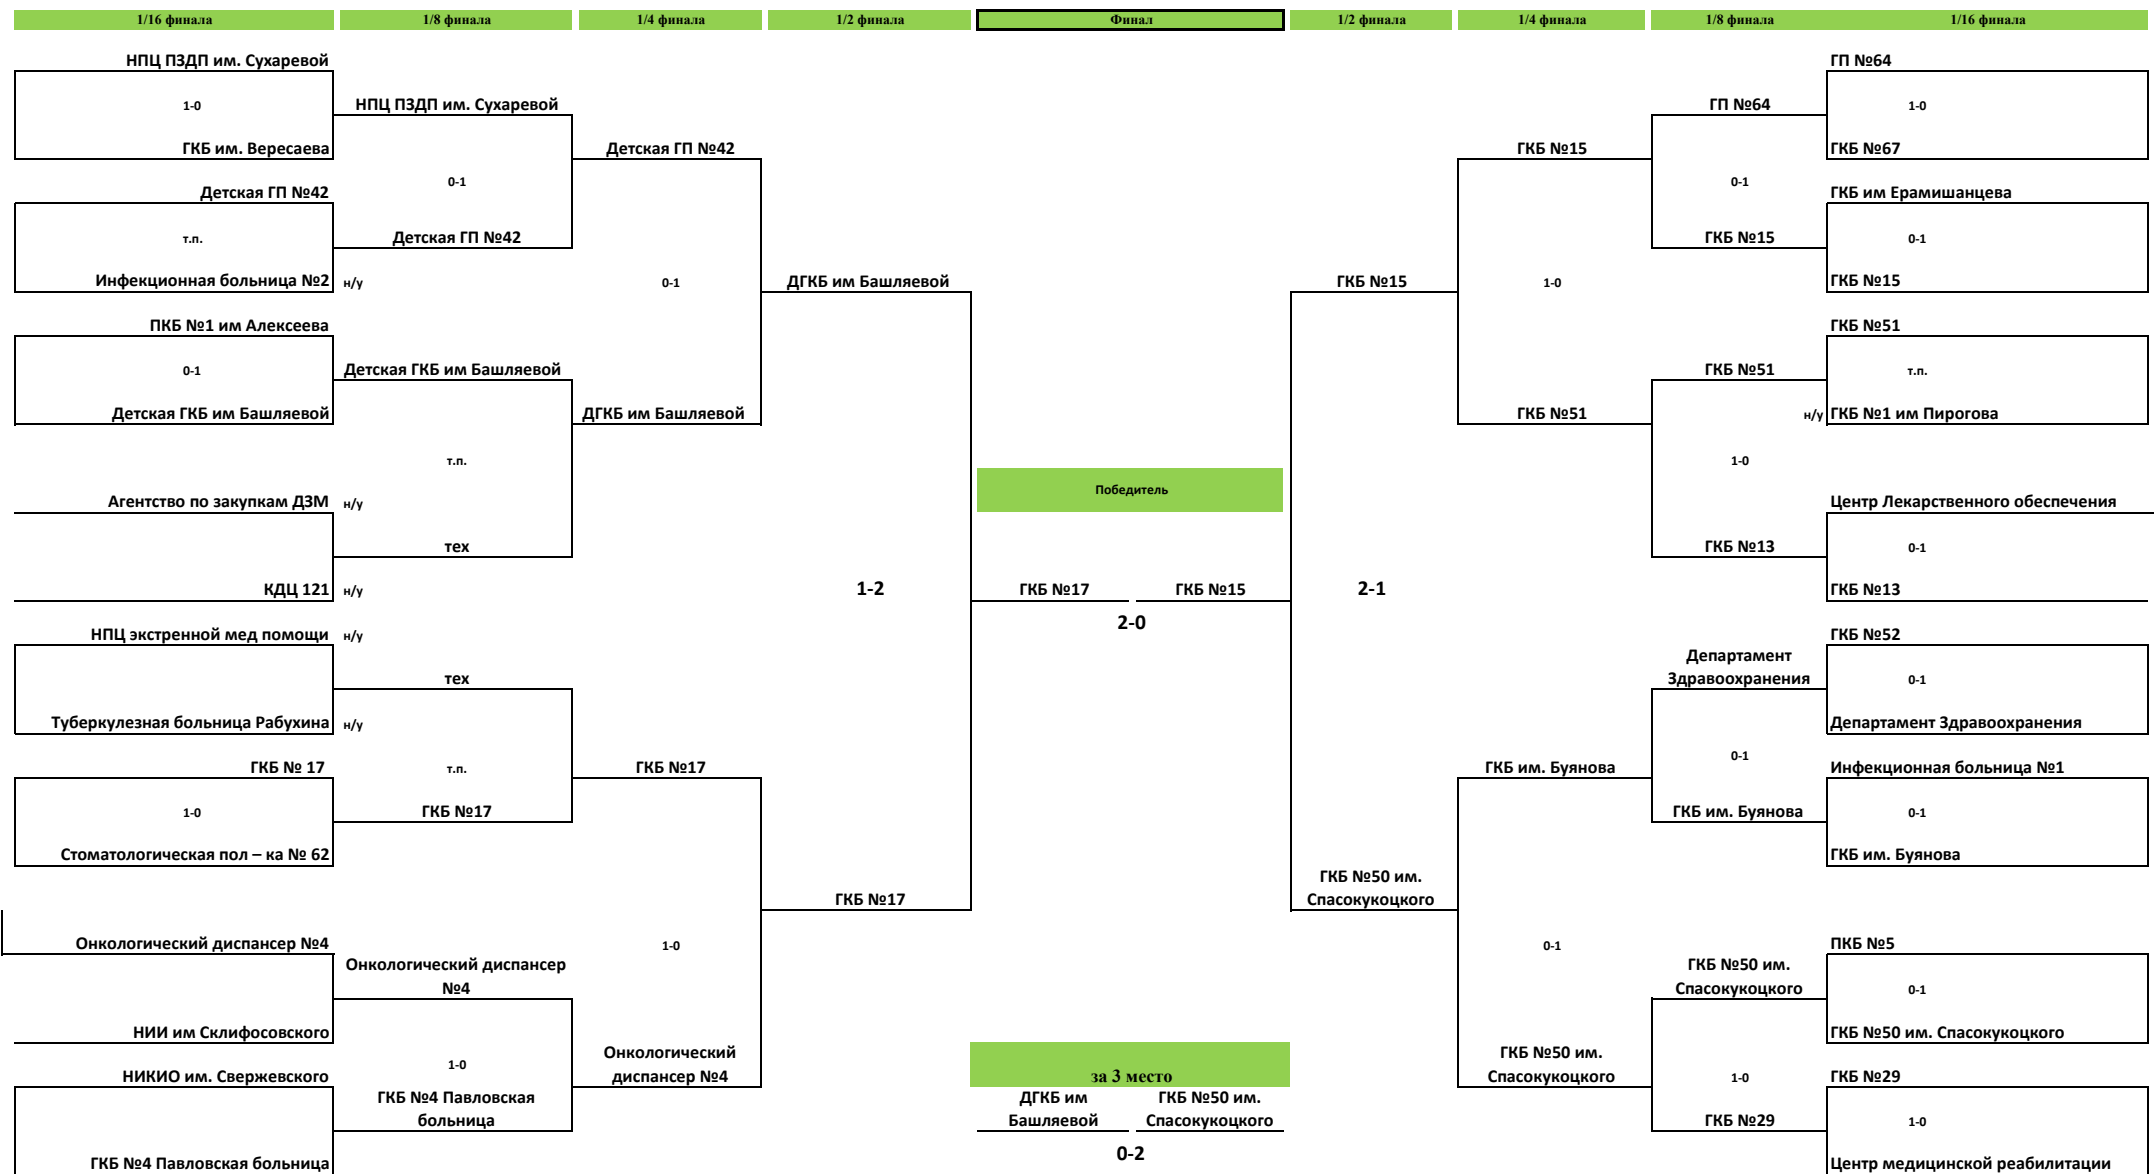 1/16 финала 1/8 финала 1/4 финала 1/2 финала Финал 1/2 финала 1/4 финала 1/8 финала 1/16 финала
НПЦ ПЗДП им. Сухаревой ГП №64
1-0 НПЦ ПЗДП им. Сухаревой ГП №64 1-0
ГКБ им. Вересаева Детская ГП №42 ГКБ №15 ГКБ №67
0-1 0-1
Детская ГП №42 ГКБ им Ерамишанцева
т.п. Детская ГП №42 ГКБ №15 0-1
Инфекционная больница №2 н/у 0-1 ДГКБ им Башляевой ГКБ №15 1-0 ГКБ №15
ПКБ №1 им Алексеева ГКБ №51
0-1 Детская ГКБ им Башляевой ГКБ №51 т.п.
Детская ГКБ им Башляевой ДГКБ им Башляевой ГКБ №51 н/у ГКБ №1 им Пирогова
т.п. 1-0
Победитель
Агентство по закупкам ДЗМ н/у Центр Лекарственного обеспечения
тех ГКБ №13 0-1
КДЦ 121 н/у 1-2 ГКБ №17 ГКБ №15 2-1 ГКБ №13
2-0
НПЦ экстренной мед помощи н/у ГКБ №52
Департамент
тех Здравоохранения 0-1
Туберкулезная больница Рабухина н/у Департамент Здравоохранения
0-1
ГКБ № 17 т.п. ГКБ №17 ГКБ им. Буянова Инфекционная больница №1
1-0 ГКБ №17 ГКБ им. Буянова 0-1
Стоматологическая пол – ка № 62 ГКБ им. Буянова
ГКБ №50 им.
ГКБ №17 Спасокукоцкого
Онкологический диспансер №4 1-0 0-1 ПКБ №5
Онкологический диспансер ГКБ №50 им.
№4 Спасокукоцкого 0-1
НИИ им Склифосовского ГКБ №50 им. Спасокукоцкого
Онкологический ГКБ №50 им.
1-0
НИКИО им. Свержевского диспансер №4 за 3 место Спасокукоцкого 1-0 ГКБ №29
ГКБ №4 Павловская ДГКБ им ГКБ №50 им.
больница Башляевой Спасокукоцкого ГКБ №29 1-0
0-2
ГКБ №4 Павловская больница Центр медицинской реабилитации